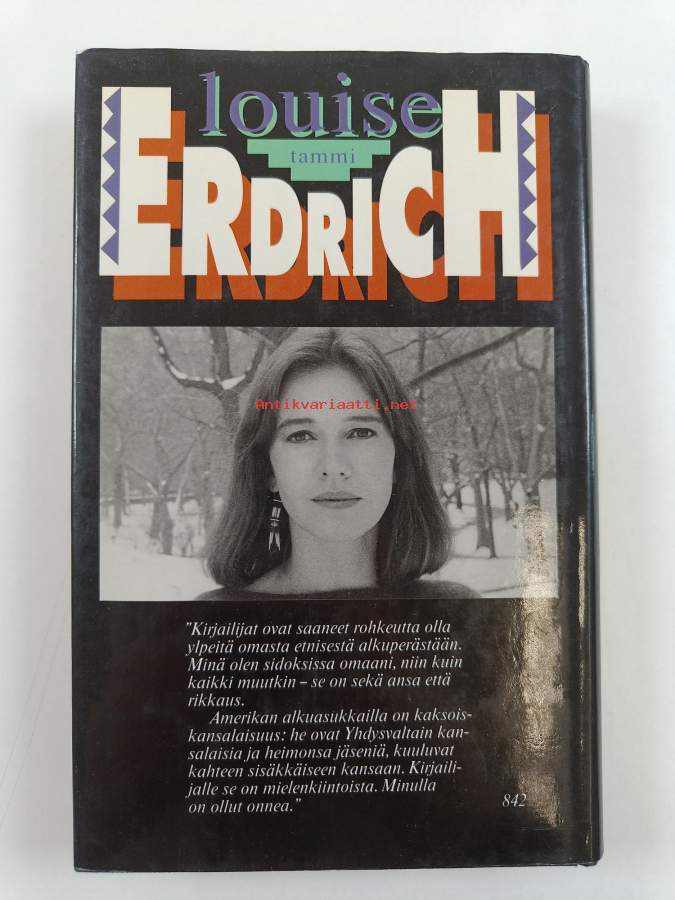 louise
tammi
ERDRICH
Antikvariaatti.net
"Kirjailijat ovat saaneet rohkeutta olla
ylpeitä omasta etnisestä alkuperästään.
Minä olen sidoksissa omaani, niin kuin
kaikki muutkin – se on sekä ansa että
rikkaus.
Amerikan alkuasukkailla on kaksois-
kansalaisuus: he ovat Yhdysvaltain kan-
salaisia ja heimonsa jäseniä, kuuluvat
kahteen sisäkkäiseen kansaan. Kirjaili-
jalle se on mielenkiintoista. Minulla
on ollut onnea."
842